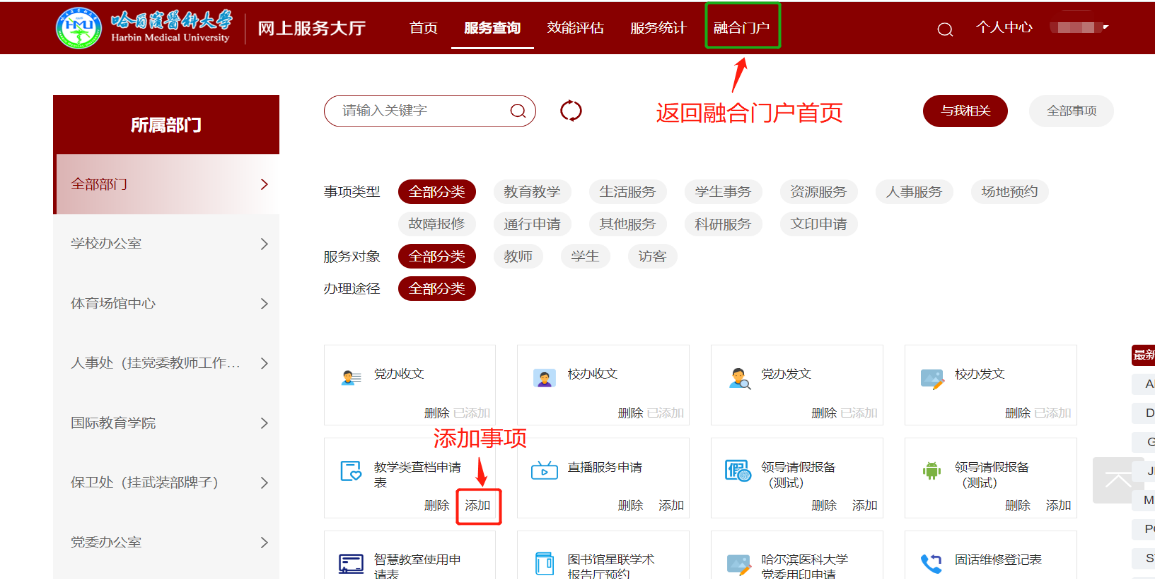 哈尔滨医科大学
Harbin Medical University
网上服务大厅
首页
服务查询
效能评估
服务统计
融合门户
个人中心
返回融合门户首页
所属部门
全部部门
学校办公室
体育场馆中心
人事处（挂党委教师工作...
国际教育学院
保卫处（挂武装部牌子）
党委办公室
请输入关键字
与我相关
全部事项
事项类型 全部分类 教育教学 生活服务 学生事务 资源服务 人事服务 场地预约
故障报修 通行申请 其他服务 科研服务 文印申请
服务对象 全部分类 教师 学生 访客
办理途径 全部分类
党办收文
删除 已添加
校办收文
删除 已添加
党办发文
删除 已添加
校办发文
删除 已添加
添加事项
教学类查档申请
表
删除 添加
直播服务申请
删除 添加
领导请假报备
（测试）
删除 添加
领导请假报备
（测试）
删除 添加
智慧教室使用申
请表
图书馆星联学术
报告厅预约
哈尔滨医科大学
党委用印申请
固话维修登记表
最新